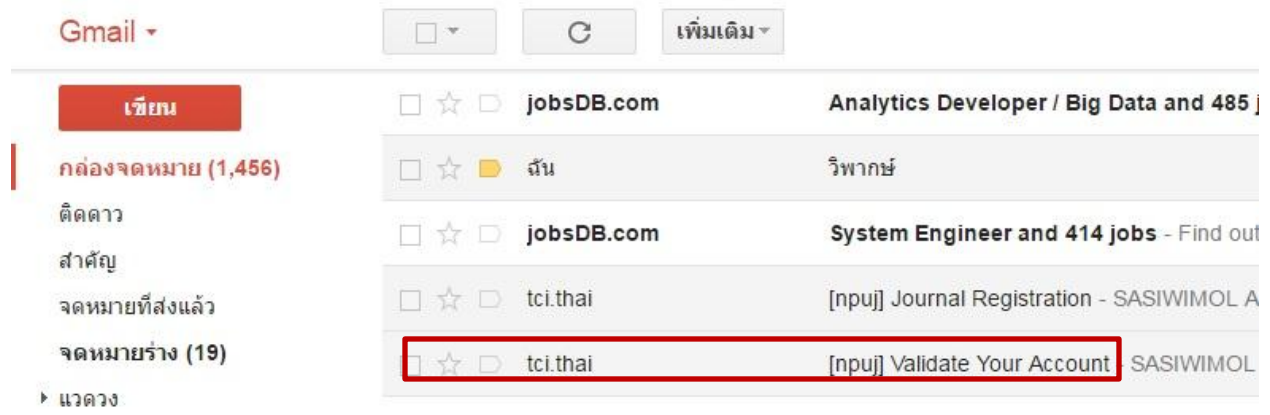 Gmail
เพิ่มเติม
เขียน
กล่องจดหมาย (1,456)
ติดดาว
สำคัญ
จดหมายที่ส่งแล้ว
จดหมายร่าง (19)
แวดวง
jobsDB.com Analytics Developer / Big Data and 485
ฉัน วิพากษ์
jobsDB.com System Engineer and 414 jobs - Find out
tci.thai [npuj] Journal Registration - SASIWIMOL A
tci.thai [npuj] Validate Your Account - SASIWIMOL